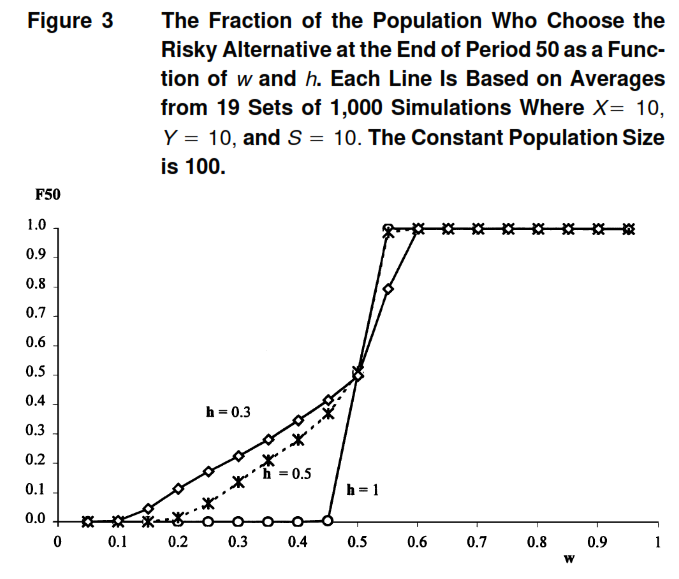 Figure 3 The Fraction of the Population Who Choose the
Risky Alternative at the End of Period 50 as a Func-
tion of w and h. Each Line Is Based on Averages
from 19 Sets of 1,000 Simulations Where X= 10,
Y = 10, and S = 10. The Constant Population Size
is 100.
F50
1.0
0.9
0.8
0.7
0.6
0.5
0.4
h = 0.3
0.3
0.2
h = 0.5
0.1
h = 1
0.0
0 0.1 0.2 0.3 0.4 0.5 0.6 0.7 0.8 0.9 1
w